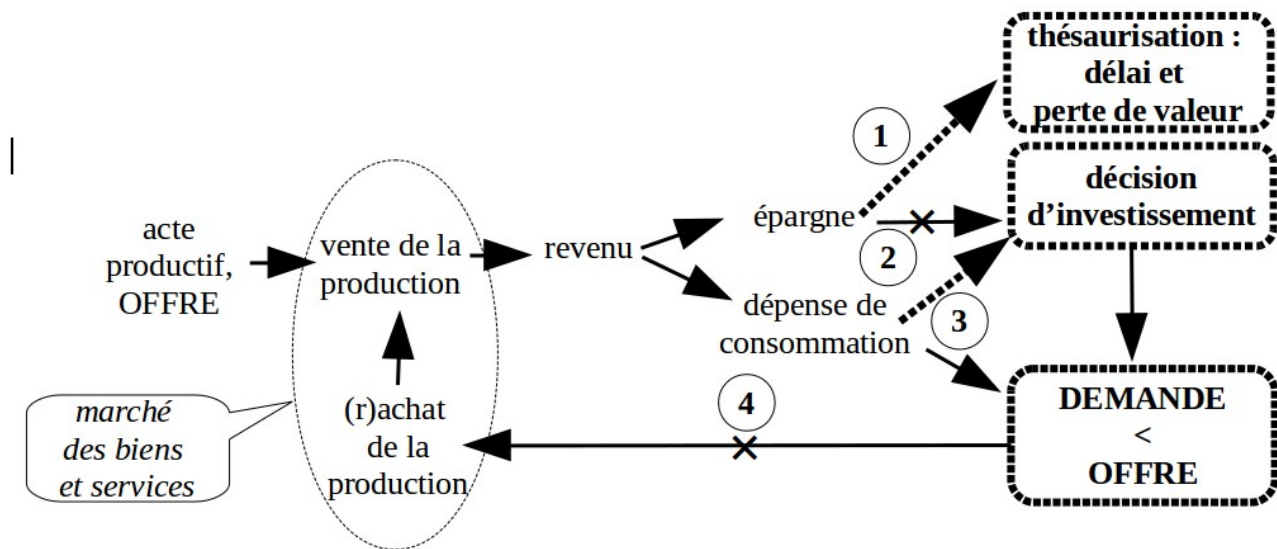 thésaurisation :
délai et
perte de valeur
1
décision
d’investissement
épargne
2
acte
productif,
OFFRE
vente de la
production
revenu
dépense de
consommation
3
marché
des biens
et services
(r)achat
de la
production
4
DEMANDE
<
OFFRE